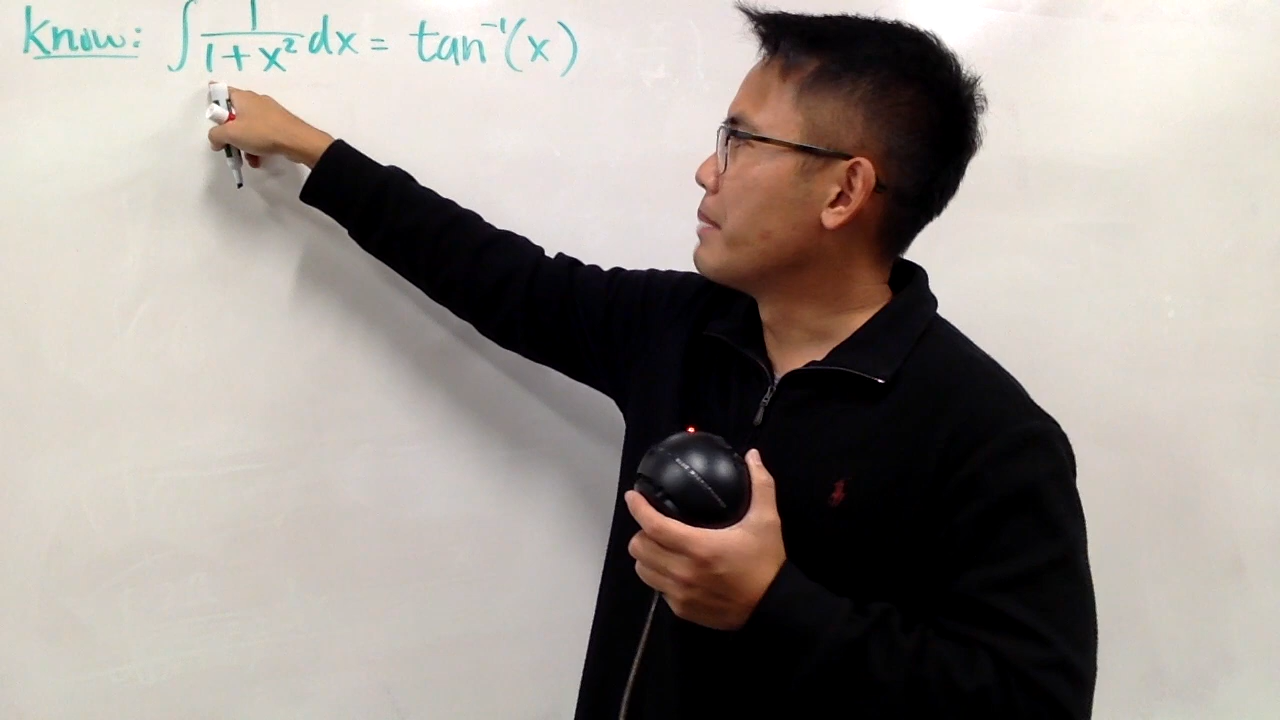 Know: ∫ 1/(1+x²) dx = tan⁻¹(x)